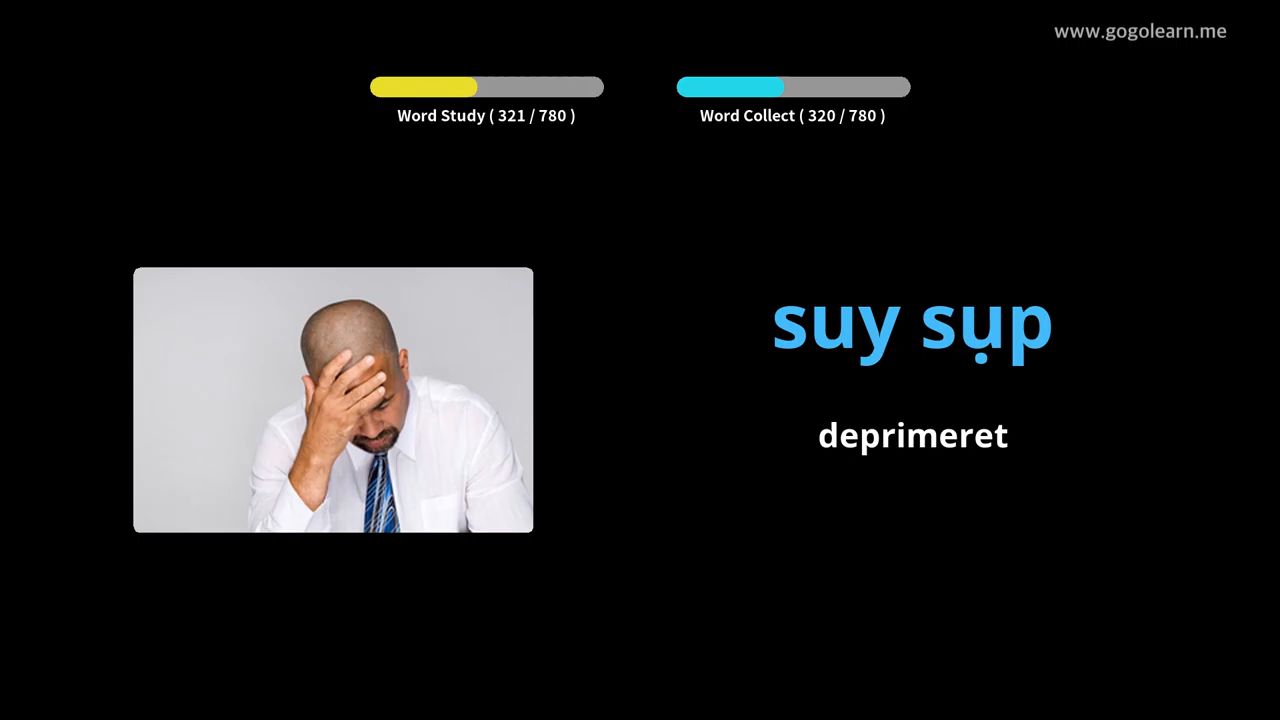 www.gogolearn.me
Word Study ( 321 / 780 )
Word Collect ( 320 / 780 )
suy sụp
deprimeret